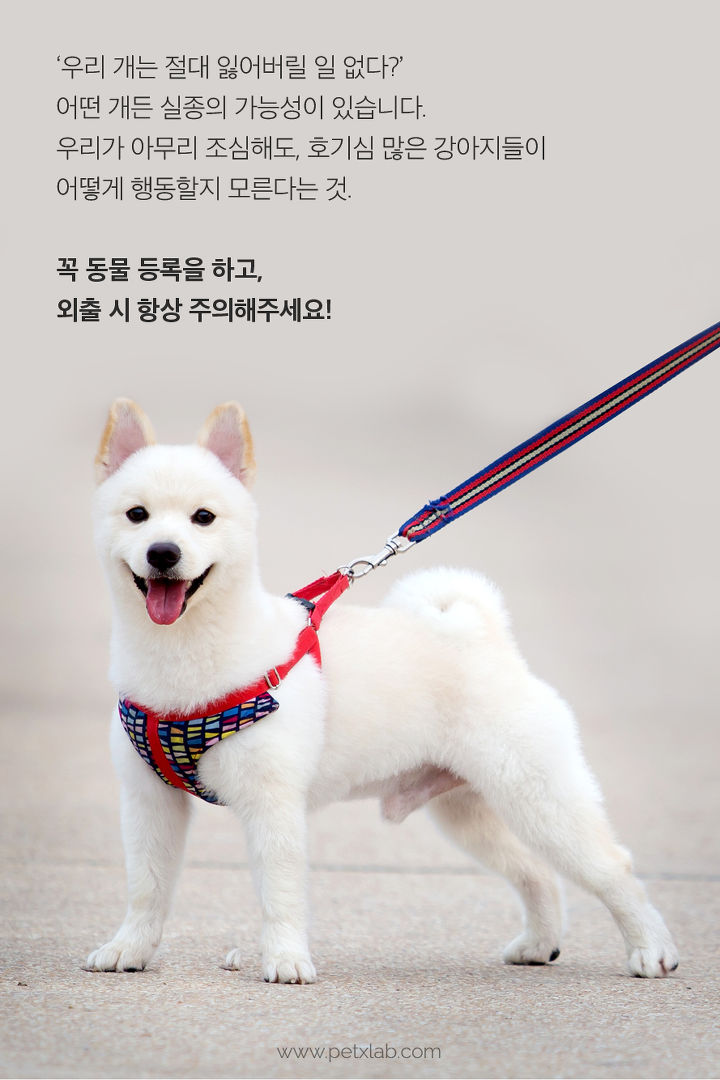 ‘우리 개는 절대 잃어버릴 일 없다?’
어떤 개든 실종의 가능성이 있습니다.
우리가 아무리 조심해도, 호기심 많은 강아지들이
어떻게 행동할지 모른다는 것.
꼭 동물 등록을 하고,
외출 시 항상 주의해주세요!
www.petxlab.com